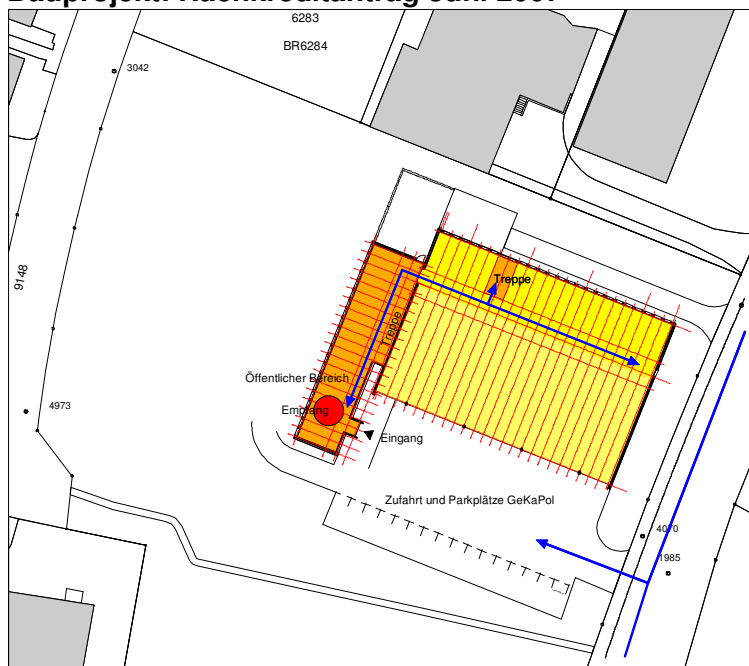 6283
BR6284
3042
9148
Treppe
Treppe
Öffentlicher Bereich
Empfang
4973
Eingang
Zufahrt und Parkplätze GeKaPol
4070
1985